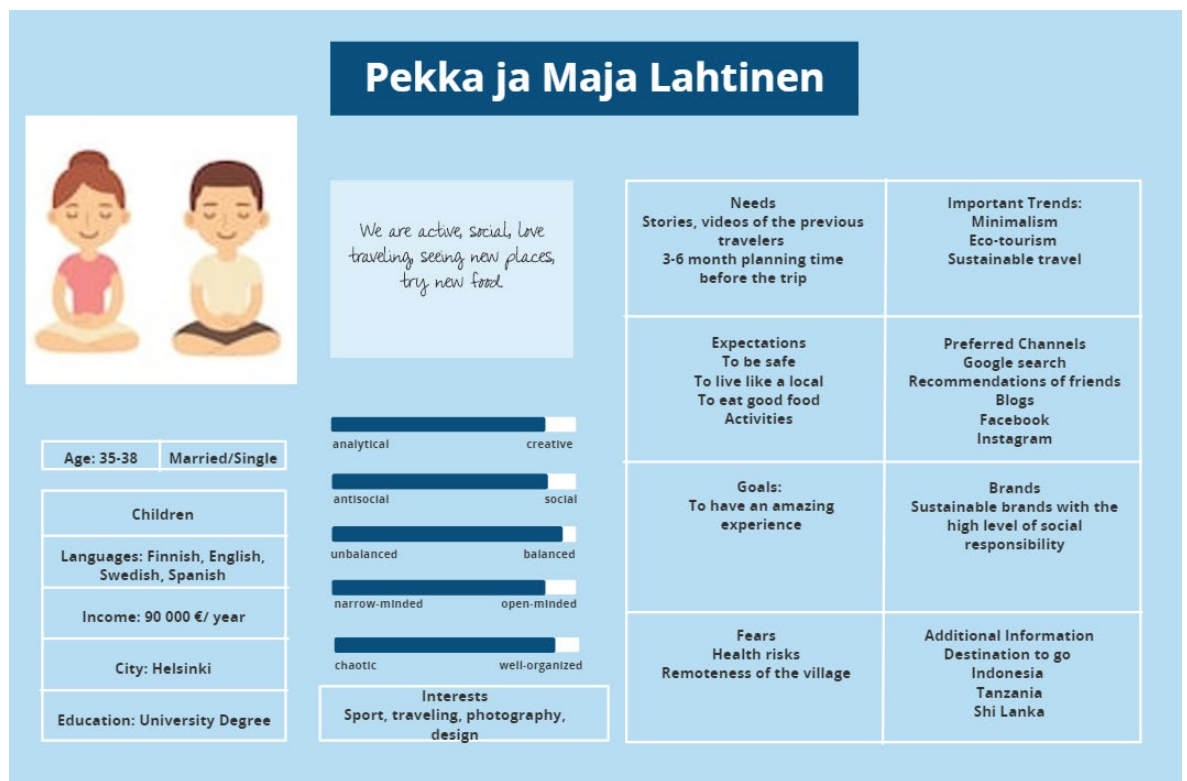 Pekka ja Maja Lahtinen
We are active, social, love
traveling, seeing new places,
try new food.
analytical creative
antisocial social
unbalanced balanced
narrow-minded open-minded
chaotic well-organized
Interests
Sport, traveling, photography,
design
Age: 35-38
Married/Single
Children
Languages: Finnish, English,
Swedish, Spanish
Income: 90 000 €/ year
City: Helsinki
Education: University Degree
Needs
Stories, videos of the previous
travelers
3-6 month planning time
before the trip
Important Trends:
Minimalism
Eco-tourism
Sustainable travel
Expectations
To be safe
To live like a local
To eat good food
Activities
Preferred Channels
Google search
Recommendations of friends
Blogs
Facebook
Instagram
Goals:
To have an amazing
experience
Brands
Sustainable brands with the
high level of social
responsibility
Fears
Health risks
Remoteness of the village
Additional Information
Destination to go
Indonesia
Tanzania
Shi Lanka